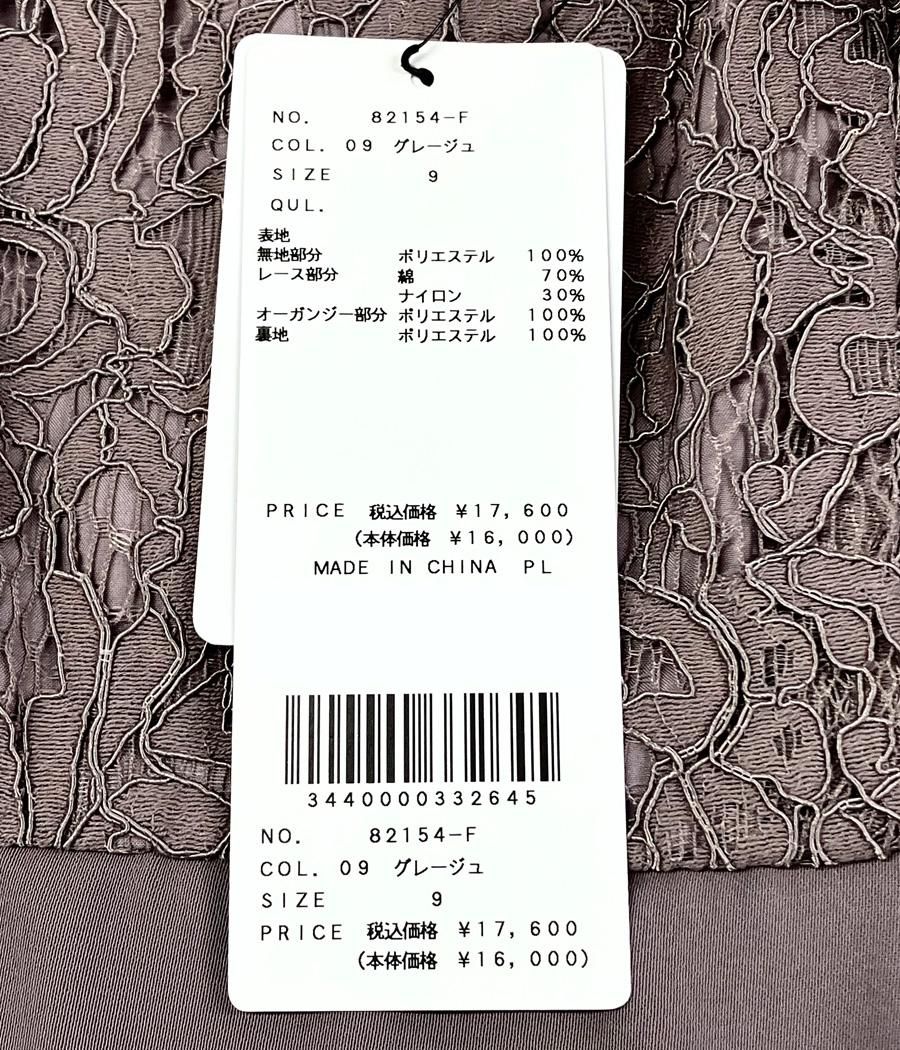 NO. 82154-F
COL. 09 グレージュ
SIZE 9
QUL.
表地
無地部分 ポリエステル 100%
レース部分 綿 70%
ナイロン 30%
オーガンジー部分 ポリエステル 100%
裏地 ポリエステル 100%
PRICE 税込価格 ¥17,600
(本体価格 ¥16,000)
MADE IN CHINA PL
3440000332645
NO. 82154-F
COL. 09 グレージュ
SIZE 9
PRICE 税込価格 ¥17,600
(本体価格 ¥16,000)